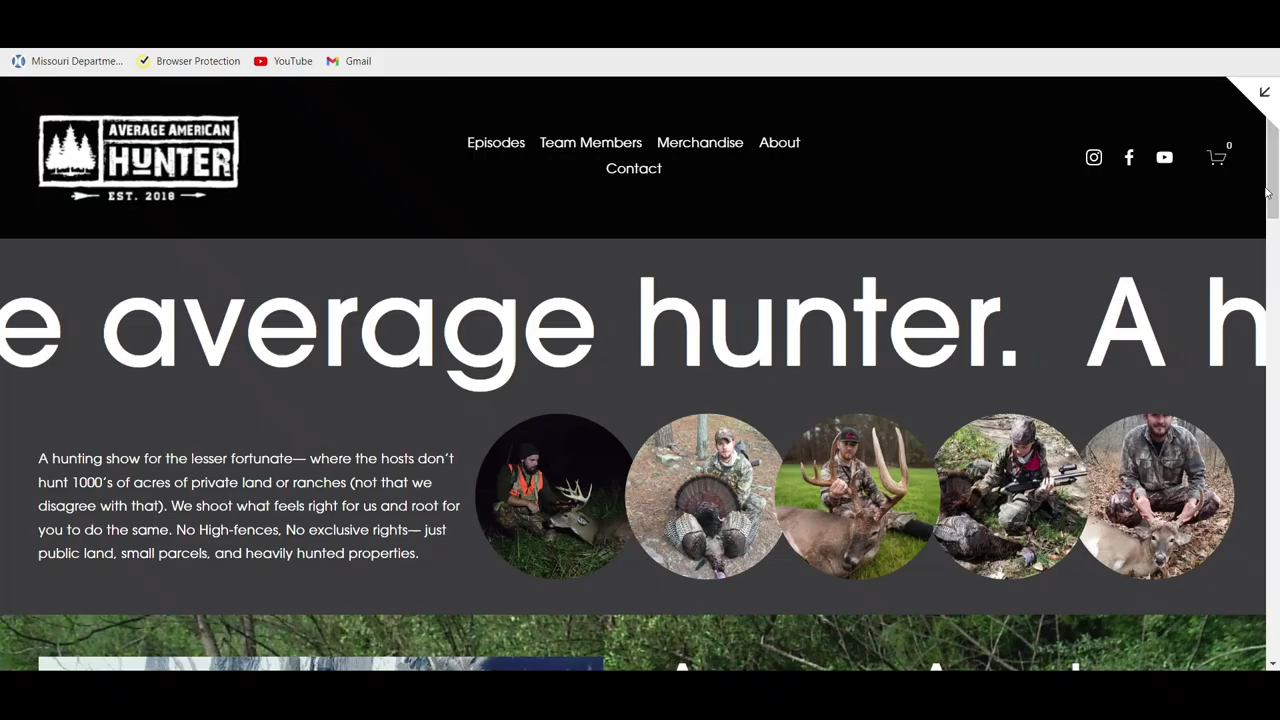 Missouri Departme... Browser Protection YouTube Gmail
AVERAGE AMERICAN
HUNTER
EST. 2018
Episodes Team Members Merchandise About
Contact
0
e average hunter. A h
A hunting show for the lesser fortunate— where the hosts don't
hunt 1000's of acres of private land or ranches (not that we
disagree with that). We shoot what feels right for us and root for
you to do the same. No High-fences, No exclusive rights— just
public land, small parcels, and heavily hunted properties.